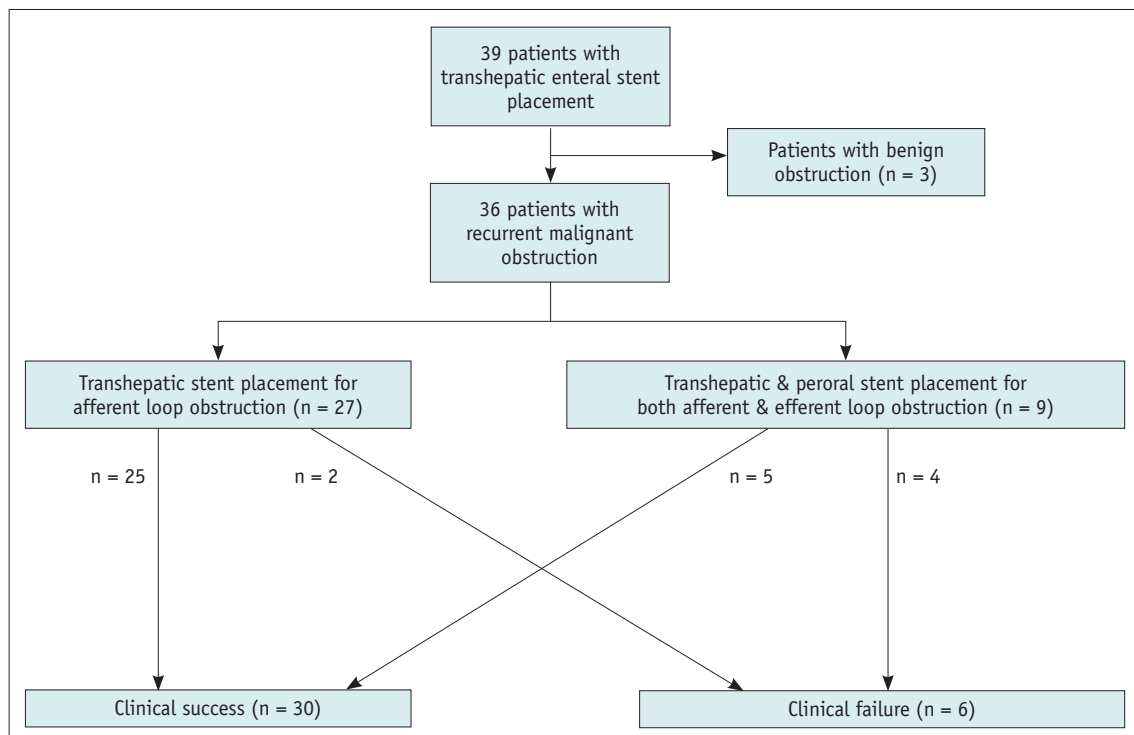 39 patients with
transhepatic enteral stent
placement
Patients with benign
obstruction (n = 3)
36 patients with
recurrent malignant
obstruction
Transhepatic stent placement for
afferent loop obstruction (n = 27)
Transhepatic & peroral stent placement for
both afferent & efferent loop obstruction (n = 9)
n = 25
n = 2
n = 5
n = 4
Clinical success (n = 30)
Clinical failure (n = 6)